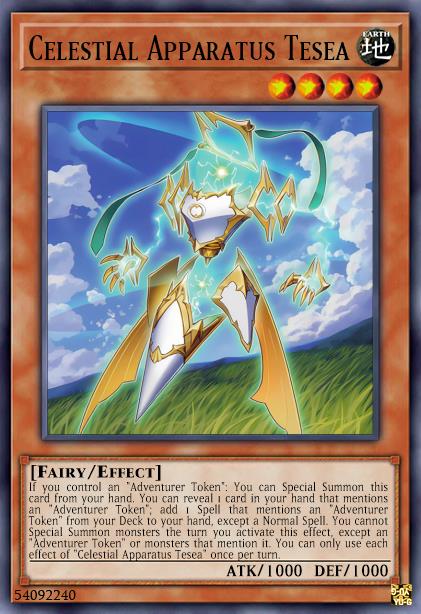 CELESTIAL APPARATUS TESEA
EARTH
地
[FAIRY/EFFECT]
If you control an "Adventurer Token": You can Special Summon this
card from your hand. You can reveal 1 card in your hand that mentions
an "Adventurer Token"; add 1 Spell that mentions an "Adventurer
Token" from your Deck to your hand, except a Normal Spell. You cannot
Special Summon monsters the turn you activate this effect, except an
"Adventurer Token" or monsters that mention it. You can only use each
effect of "Celestial Apparatus Tesea" once per turn.
ATK/1000 DEF/1000
54092240